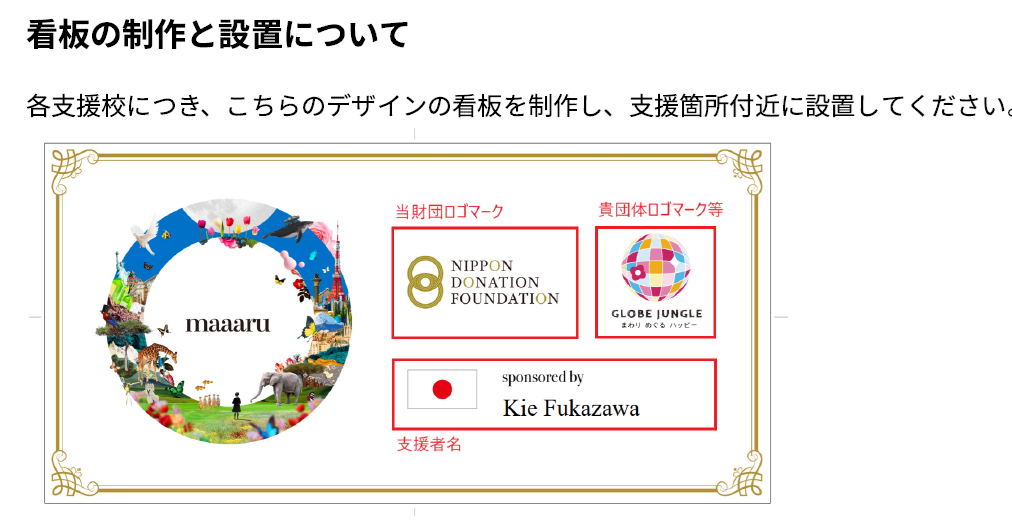 看板の制作と設置について
各支援校につき、こちらのデザインの看板を制作し、支援箇所付近に設置してください。
当財団ロゴマーク
貴団体ロゴマーク等
NIPPON
DONATION
FOUNDATION
GLOBE JUNGLE
まわり めぐる ハッピー
maaaru
sponsored by
Kie Fukazawa
支援者名